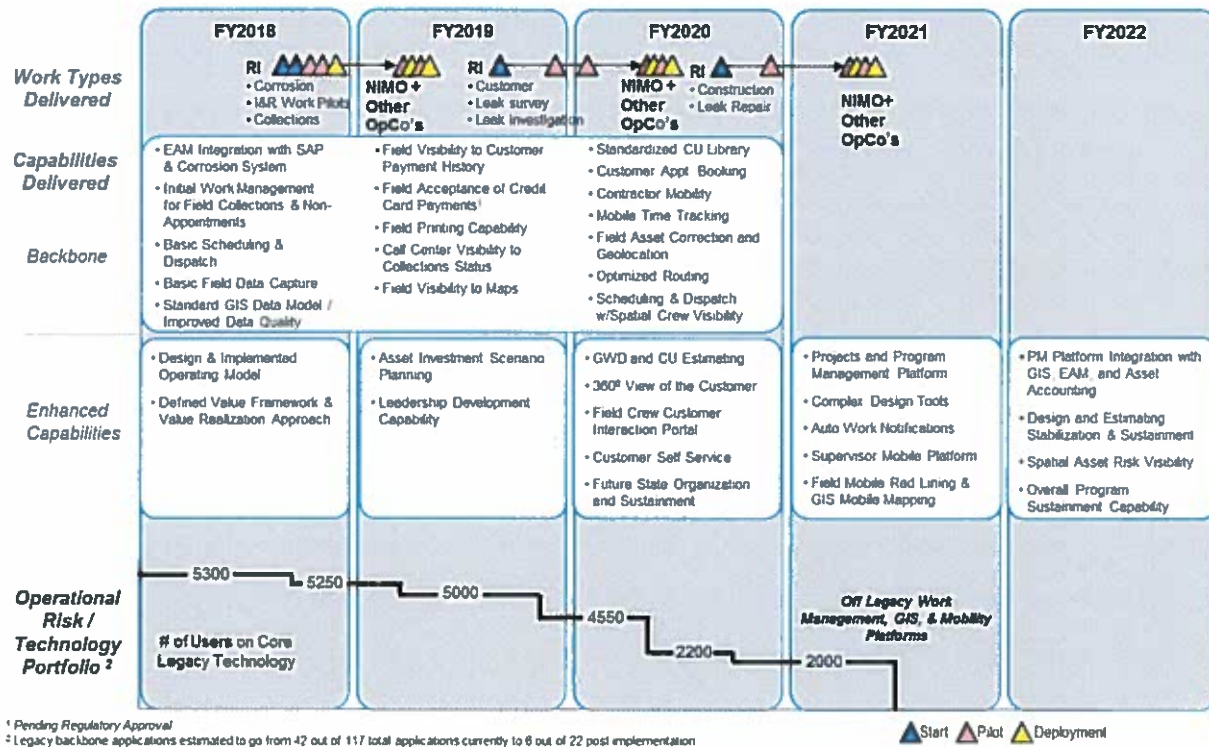 FY2018
FY2019
FY2020
FY2021
FY2022
Work Types
Delivered
RI
• Corrosion
• I&R Work Pilots
• Collections
NIMO +
Other
OpCo's
RI
• Customer
• Leak survey
• Leak investigation
NIMO +
Other
OpCo's
RI
• Construction
• Leak Repair
NIMO+
Other
OpCo's
Capabilities
Delivered
Backbone
• EAM Integration with SAP
& Corrosion System
• Initial Work Management
for Field Collections & Non-
Appointments
• Basic Scheduling &
Dispatch
• Basic Field Data Capture
• Standard GIS Data Model /
Improved Data Quality
• Field Visibility to Customer
Payment History
• Field Acceptance of Credit
Card Payments¹
• Field Printing Capability
• Call Center Visibility to
Collections Status
• Field Visibility to Maps
• Standardized CU Library
• Customer Appt Booking
• Contractor Mobility
• Mobile Time Tracking
• Field Asset Correction and
Geolocation
• Optimized Routing
• Scheduling & Dispatch
w/Spatial Crew Visibility
Enhanced
Capabilities
• Design & Implemented
Operating Model
• Defined Value Framework &
Value Realization Approach
• Asset Investment Scenario
Planning
• Leadership Development
Capability
• GWD and CU Estimating
• 360º View of the Customer
• Field Crew Customer
Interaction Portal
• Customer Self Service
• Future State Organization
and Sustainment
• Projects and Program
Management Platform
• Complex Design Tools
• Auto Work Notifications
• Supervisor Mobile Platform
• Field Mobile Red Lining &
GIS Mobile Mapping
• PM Platform Integration with
GIS, EAM, and Asset
Accounting
• Design and Estimating
Stabilization & Sustainment
• Spatial Asset Risk Visibility
• Overall Program
Sustainment Capability
Operational
Risk /
Technology
Portfolio ²
5300
5250
5000
4550
2200
2000
# of Users on Core
Legacy Technology
Off Legacy Work
Management, GIS, & Mobility
Platforms
¹ Pending Regulatory Approval
² Legacy backbone applications estimated to go from 42 out of 117 total applications currently to 6 out of 22 post implementation
Start Pilot Deployment